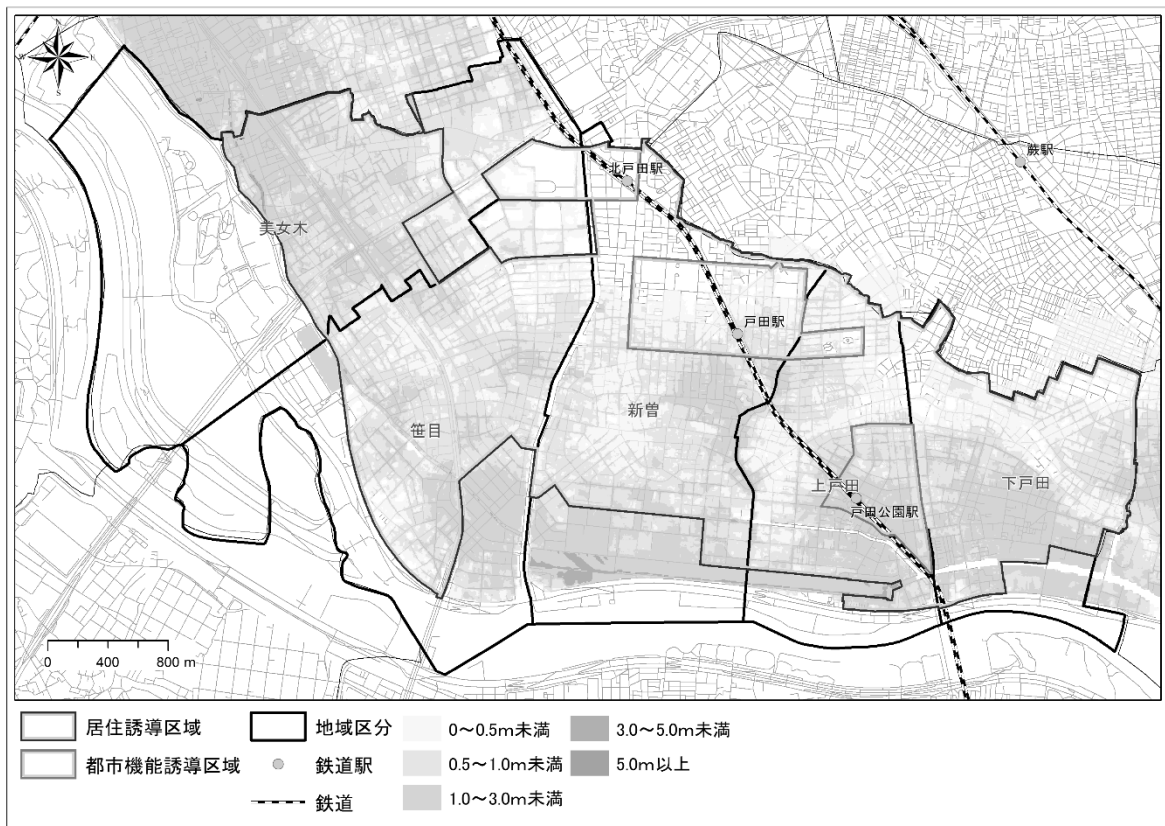 N
W
E
S
蕨駅
北戸田駅
美女木
戸田駅
新曽
笹目
上戸田
下戸田
戸田公園駅
0 400 800 m
居住誘導区域
地域区分
0～0.5m未満
3.0～5.0m未満
都市機能誘導区域
鉄道駅
0.5～1.0m未満
5.0m以上
鉄道
1.0～3.0m未満